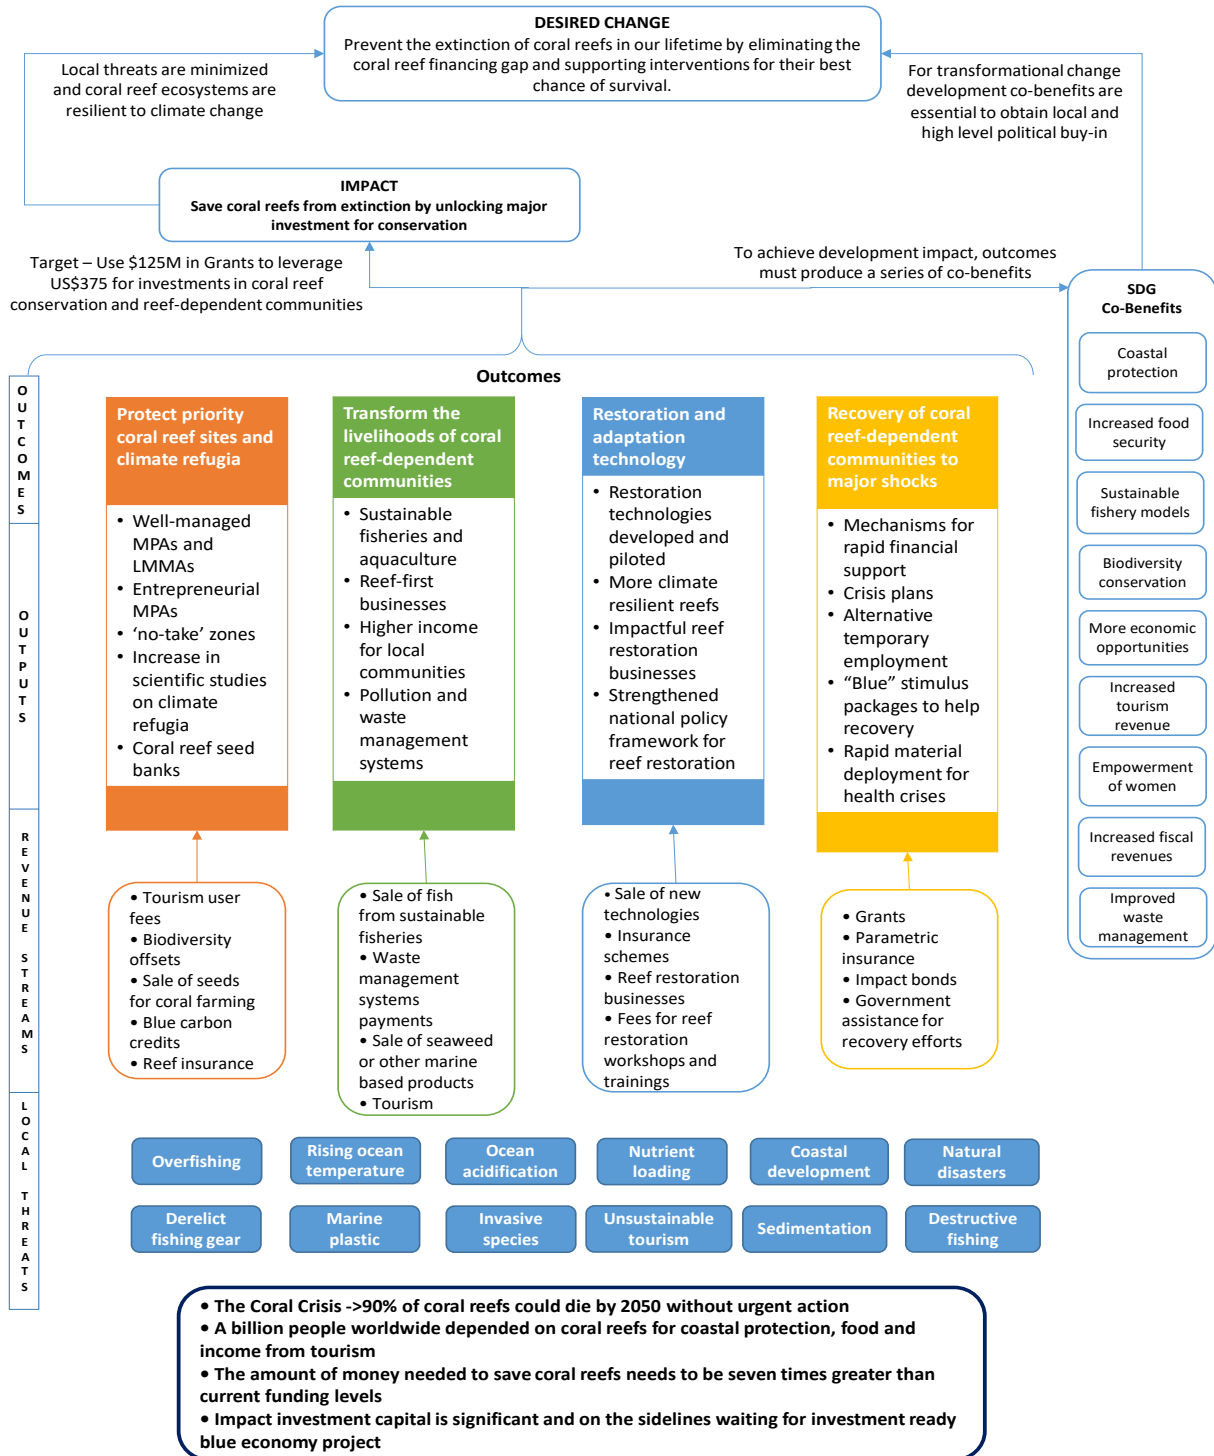 DESIRED CHANGE
Prevent the extinction of coral reefs in our lifetime by eliminating the
coral reef financing gap and supporting interventions for their best
chance of survival.
Local threats are minimized
and coral reef ecosystems are
resilient to climate change
For transformational change
development co-benefits are
essential to obtain local and
high level political buy-in
IMPACT
Save coral reefs from extinction by unlocking major
investment for conservation
Target – Use $125M in Grants to leverage
US$375 for investments in coral reef
conservation and reef-dependent communities
To achieve development impact, outcomes
must produce a series of co-benefits
SDG
Co-Benefits
Coastal
protection
Increased food
security
Sustainable
fishery models
Biodiversity
conservation
More economic
opportunities
Increased
tourism
revenue
Empowerment
of women
Increased fiscal
revenues
Improved
waste
management
Outcomes
OUTCOMES
Protect priority
coral reef sites and
climate refugia
Transform the
livelihoods of coral
reef-dependent
communities
Restoration and
adaptation
technology
Recovery of coral
reef-dependent
communities to
major shocks
OUTPUTS
• Well-managed
MPAs and
LMMAs
• Entrepreneurial
MPAs
• ‘no-take’ zones
• Increase in
scientific studies
on climate
refugia
• Coral reef seed
banks
• Sustainable
fisheries and
aquaculture
• Reef-first
businesses
• Higher income
for local
communities
• Pollution and
waste
management
systems
• Restoration
technologies
developed and
piloted
• More climate
resilient reefs
• Impactful reef
restoration
businesses
• Strengthened
national policy
framework for
reef restoration
• Mechanisms for
rapid financial
support
• Crisis plans
• Alternative
temporary
employment
• “Blue” stimulus
packages to help
recovery
• Rapid material
deployment for
health crises
REVENUE STREAMS
• Tourism user
fees
• Biodiversity
offsets
• Sale of seeds
for coral farming
• Blue carbon
credits
• Reef insurance
• Sale of fish
from sustainable
fisheries
• Waste
management
systems
payments
• Sale of seaweed
or other marine
based products
• Tourism
• Sale of new
technologies
• Insurance
schemes
• Reef restoration
businesses
• Fees for reef
restoration
workshops and
trainings
• Grants
• Parametric
insurance
• Impact bonds
• Government
assistance for
recovery efforts
LOCAL THREATS
Overfishing
Rising ocean
temperature
Ocean
acidification
Nutrient
loading
Coastal
development
Natural
disasters
Derelict
fishing gear
Marine
plastic
Invasive
species
Unsustainable
tourism
Sedimentation
Destructive
fishing
• The Coral Crisis ->90% of coral reefs could die by 2050 without urgent action
• A billion people worldwide depended on coral reefs for coastal protection, food and
income from tourism
• The amount of money needed to save coral reefs needs to be seven times greater than
current funding levels
• Impact investment capital is significant and on the sidelines waiting for investment ready
blue economy project